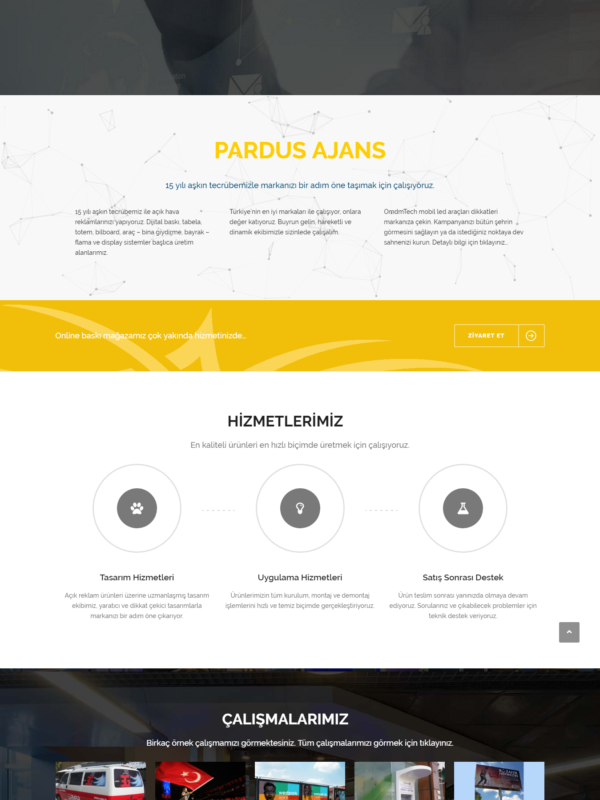 PARDUS AJANS
15 yılı aşkın tecrübemizle markanızı bir adım öne taşımak için çalışıyoruz.
15 yılı aşkın tecrübemiz ile açık hava
reklamlarınızı yapıyoruz. Dijital baskı, tabela,
totem, bilboard, araç – bina giydirme, bayrak –
flama ve display sistemler başlıca üretim
alanlarımız.
Türkiye'nin en iyi markaları ile çalışıyor, onlara
değer katıyoruz. Buyrun gelin, hareketli ve
dinamik ekibimizle sizinlede çalışalım.
OredmTech mobil led araçları dikkatleri
markanıza çekin. Kampanyanızı bütün şehrin
görmesini sağlayın ya da istediğiniz noktaya dev
sahnenizi kurun. Detaylı bilgi için tıklayınız..
Online baskı mağazamız çok yakında hizmetinizde...
ZİYARET ET
HİZMETLERİMİZ
En kaliteli ürünleri en hızlı biçimde üretmek için çalışıyoruz.
Tasarım Hizmetleri
Açık reklam ürünleri üzerine uzmanlaşmış tasarım
ekibimiz, yaratıcı ve dikkat çekici tasarımlarla
markanızı bir adım öne çıkarıyor.
Uygulama Hizmetleri
Ürünlerimizin tüm kurulum, montaj ve demontaj
işlemlerini hızlı ve temiz biçimde gerçekleştiriyoruz.
Satış Sonrası Destek
Ürün teslim sonrası yanınızda olmaya devam
ediyoruz. Sorularınız ve çıkabilecek problemler için
teknik destek veriyoruz.
ÇALIŞMALARIMIZ
Birkaç örnek çalışmamızı görmektesiniz. Tüm çalışmalarımızı görmek için tıklayınız.